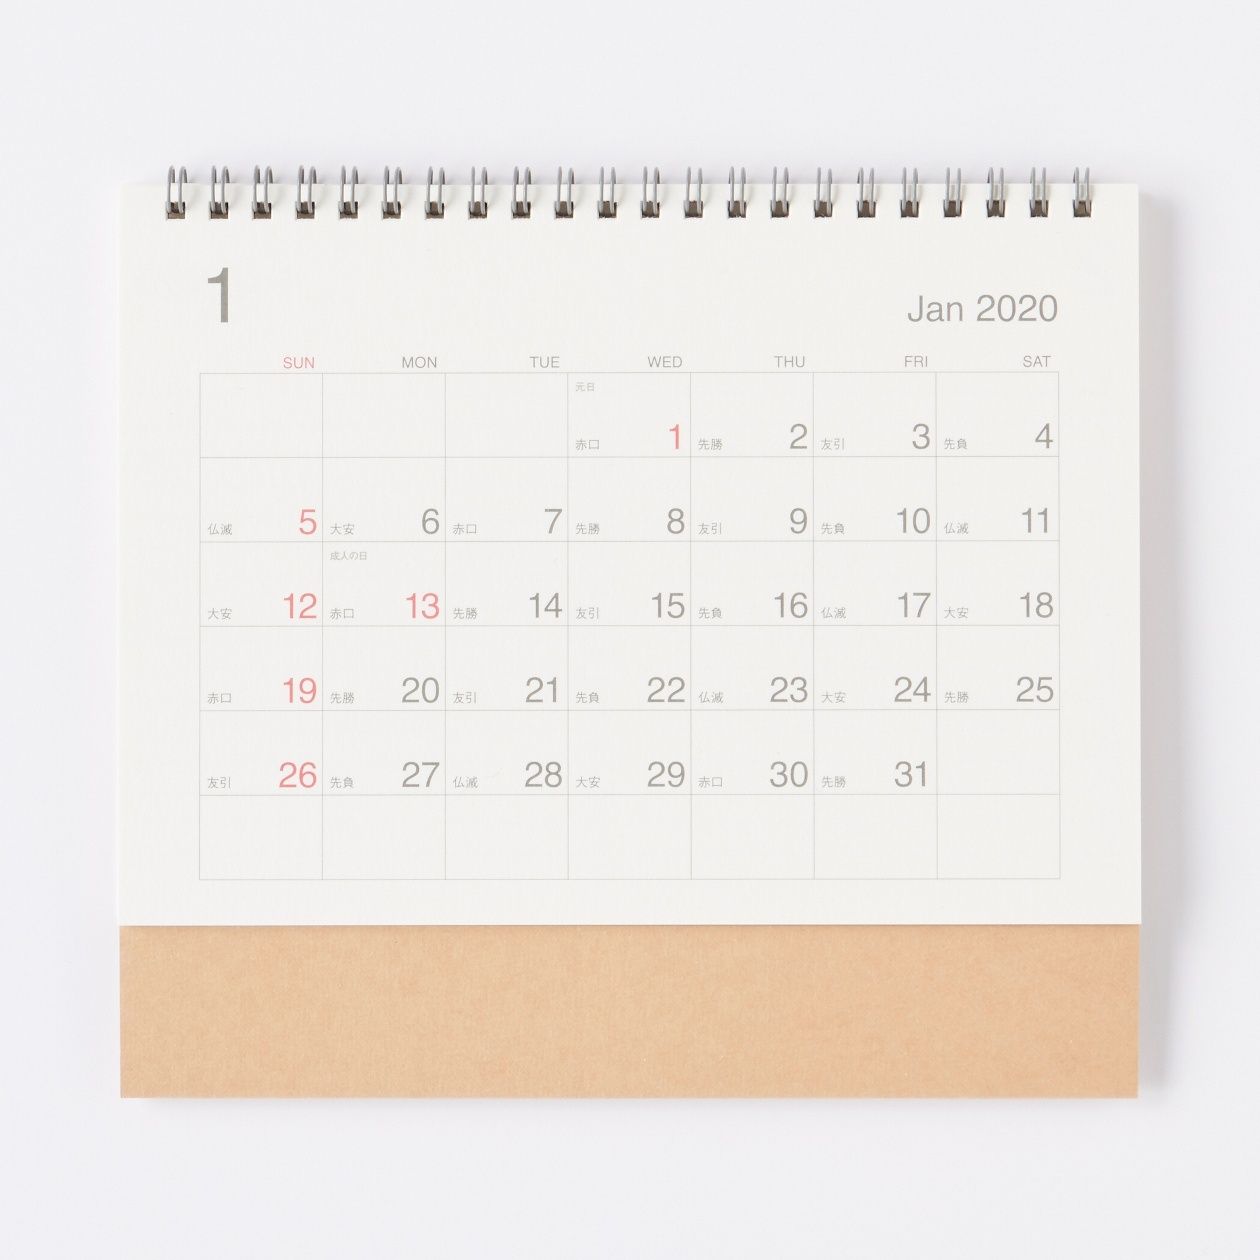 1
Jan 2020
SUN MON TUE WED THU FRI SAT
元日
赤口 1 先勝 2 友引 3 先負 4
仏滅 5 大安 6 赤口 7 先勝 8 友引 9 先負 10 仏滅 11
成人の日
大安 12 赤口 13 先勝 14 友引 15 先負 16 仏滅 17 大安 18
赤口 19 先勝 20 友引 21 先負 22 仏滅 23 大安 24 先勝 25
友引 26 先負 27 仏滅 28 大安 29 赤口 30 先勝 31